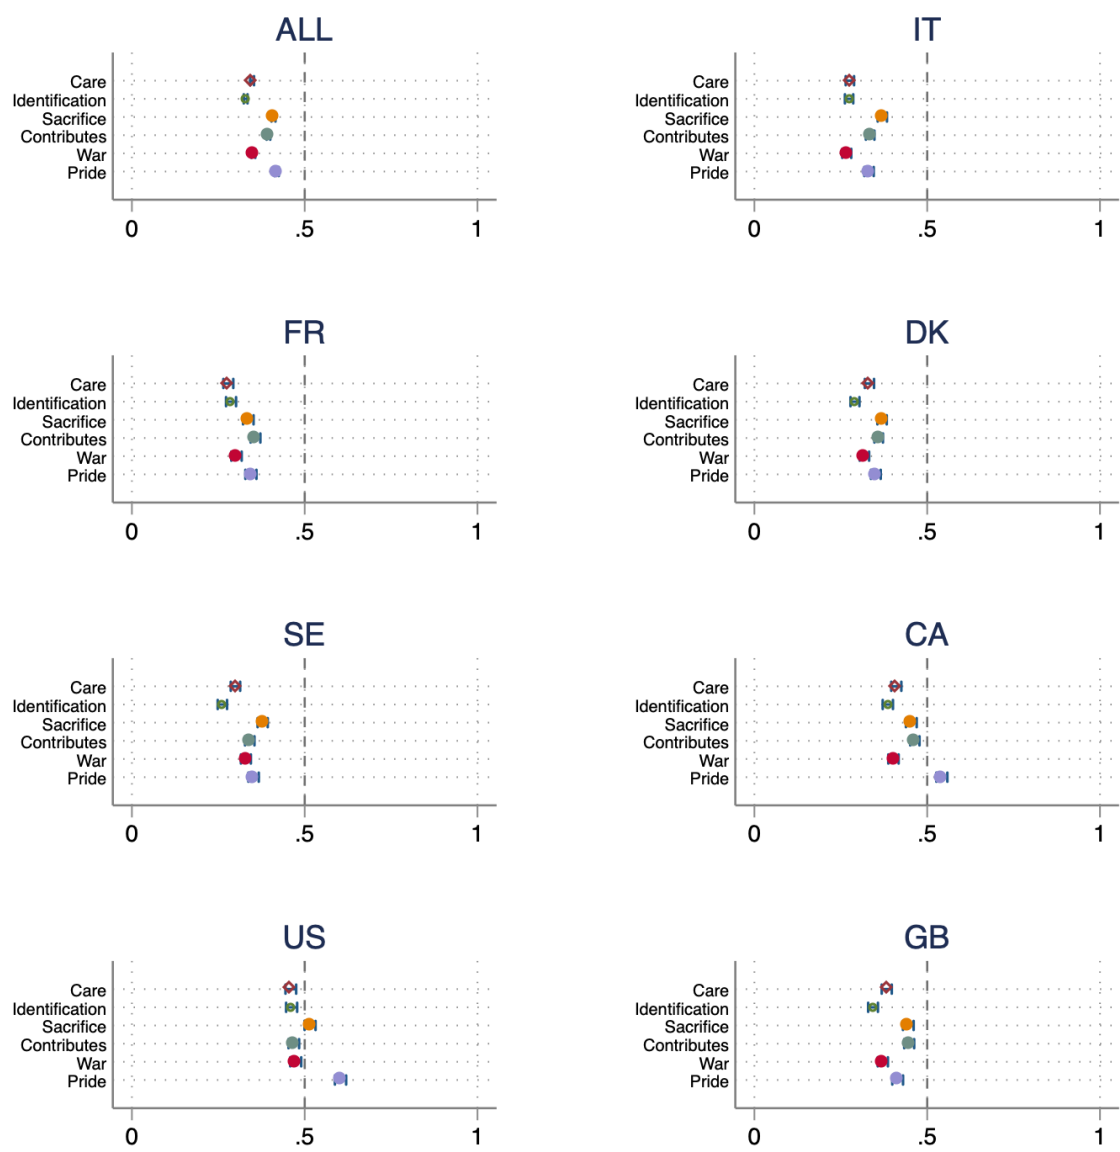 ALL
Care
Identification
Sacrifice
Contributes
War
Pride
0 .5 1
IT
Care
Identification
Sacrifice
Contributes
War
Pride
0 .5 1
FR
Care
Identification
Sacrifice
Contributes
War
Pride
0 .5 1
DK
Care
Identification
Sacrifice
Contributes
War
Pride
0 .5 1
SE
Care
Identification
Sacrifice
Contributes
War
Pride
0 .5 1
CA
Care
Identification
Sacrifice
Contributes
War
Pride
0 .5 1
US
Care
Identification
Sacrifice
Contributes
War
Pride
0 .5 1
GB
Care
Identification
Sacrifice
Contributes
War
Pride
0 .5 1